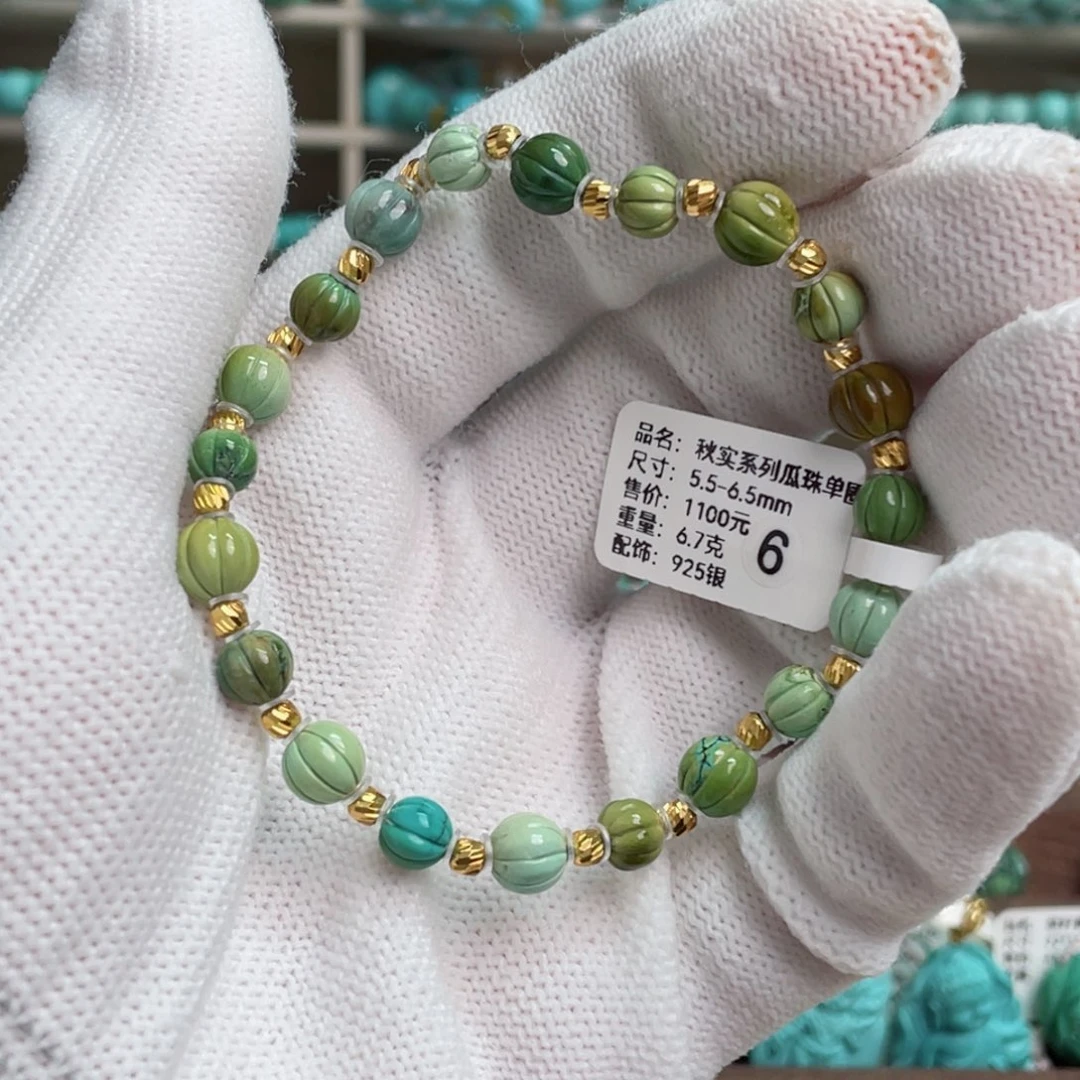 品名: 秋实系列瓜珠单圈
尺寸: 5.5-6.5mm
售价: 1100元
重量: 6.7克
配饰: 925银
6